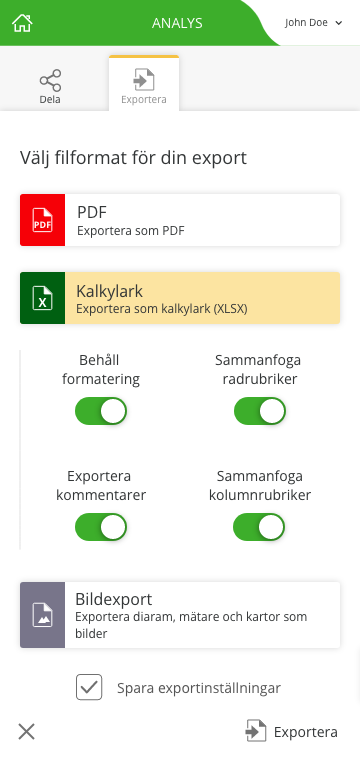 ANALYS
John Doe
Dela
Exportera
Välj filformat för din export
PDF
PDF
Exportera som PDF
X
Kalkylark
Exportera som kalkylark (XLSX)
Behåll
formatering
Sammanfoga
radrubriker
Exportera
kommentarer
Sammanfoga
kolumnrubriker
Bildexport
Exportera diaram, mätare och kartor som
bilder
Spara exportinställningar
Exportera